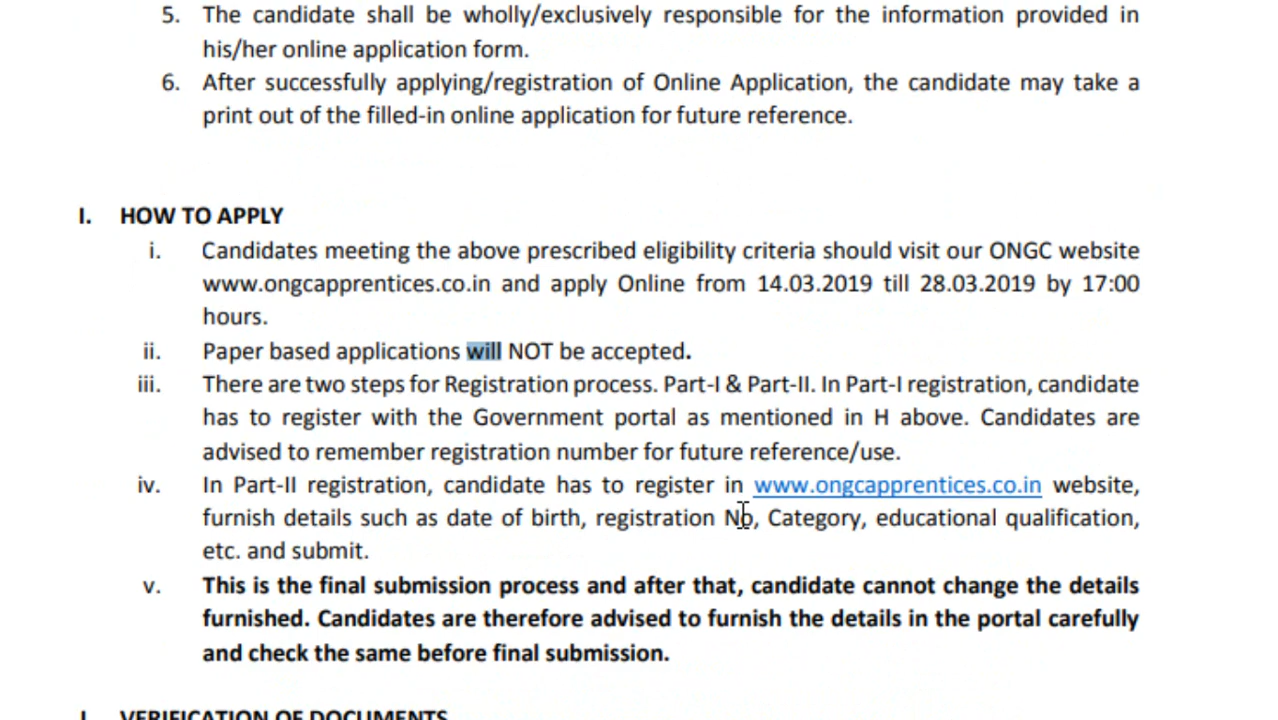 5. The candidate shall be wholly/exclusively responsible for the information provided in
his/her online application form.
6. After successfully applying/registration of Online Application, the candidate may take a
print out of the filled-in online application for future reference.
I. HOW TO APPLY
i. Candidates meeting the above prescribed eligibility criteria should visit our ONGC website
www.ongcapprentices.co.in and apply Online from 14.03.2019 till 28.03.2019 by 17:00
hours.
ii. Paper based applications will NOT be accepted.
iii. There are two steps for Registration process. Part-I & Part-II. In Part-I registration, candidate
has to register with the Government portal as mentioned in H above. Candidates are
advised to remember registration number for future reference/use.
iv. In Part-II registration, candidate has to register in www.ongcapprentices.co.in website,
furnish details such as date of birth, registration No, Category, educational qualification,
etc. and submit.
v. This is the final submission process and after that, candidate cannot change the details
furnished. Candidates are therefore advised to furnish the details in the portal carefully
and check the same before final submission.
J. VERIFICATION OF DOCUMENTS